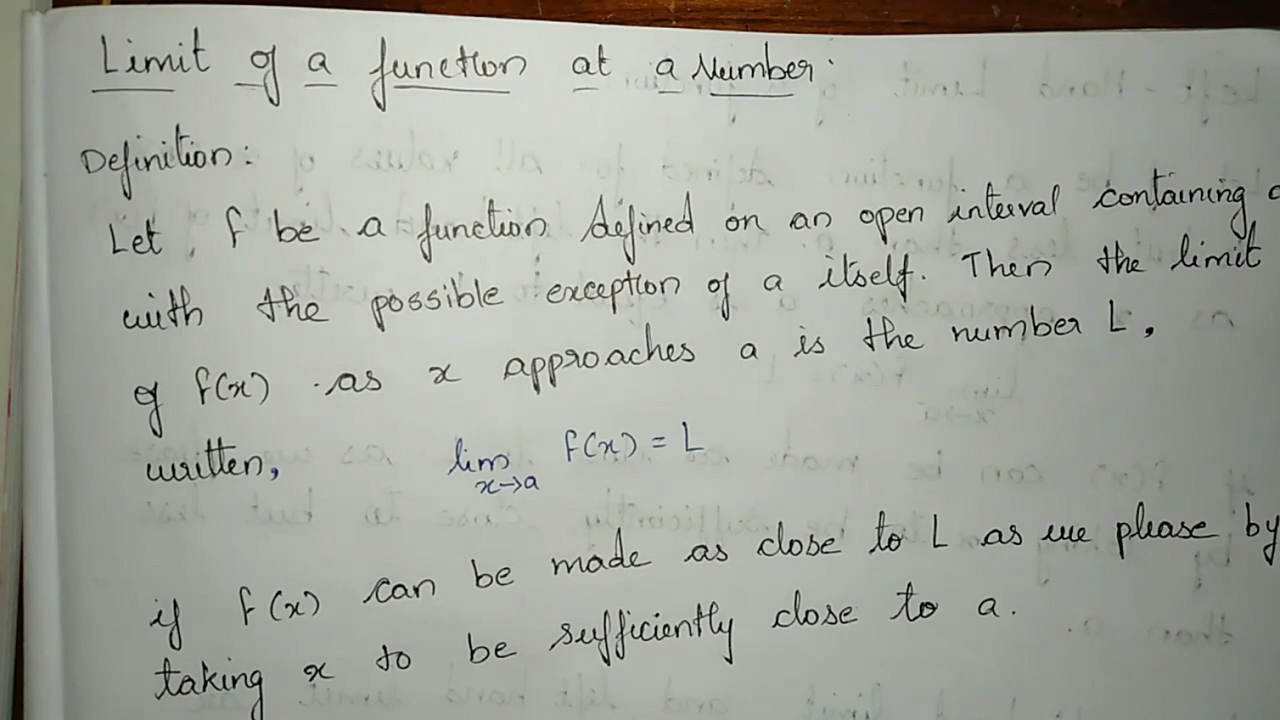 Limit of a function at a Number.
Definition:
Let f be a function defined on an open interval containing a
with the possible exception of a itself. Then the limit
of f(x) as x approaches a is the number L,
written, lim x→a f(x) = L
if f(x) can be made as close to L as we please by
taking x to be sufficiently close to a.